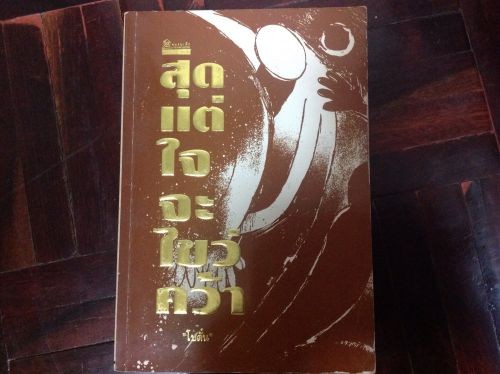 สุด
แต่
ใจ
จะ
ไขว่
คว้า
"โบตั๋น"